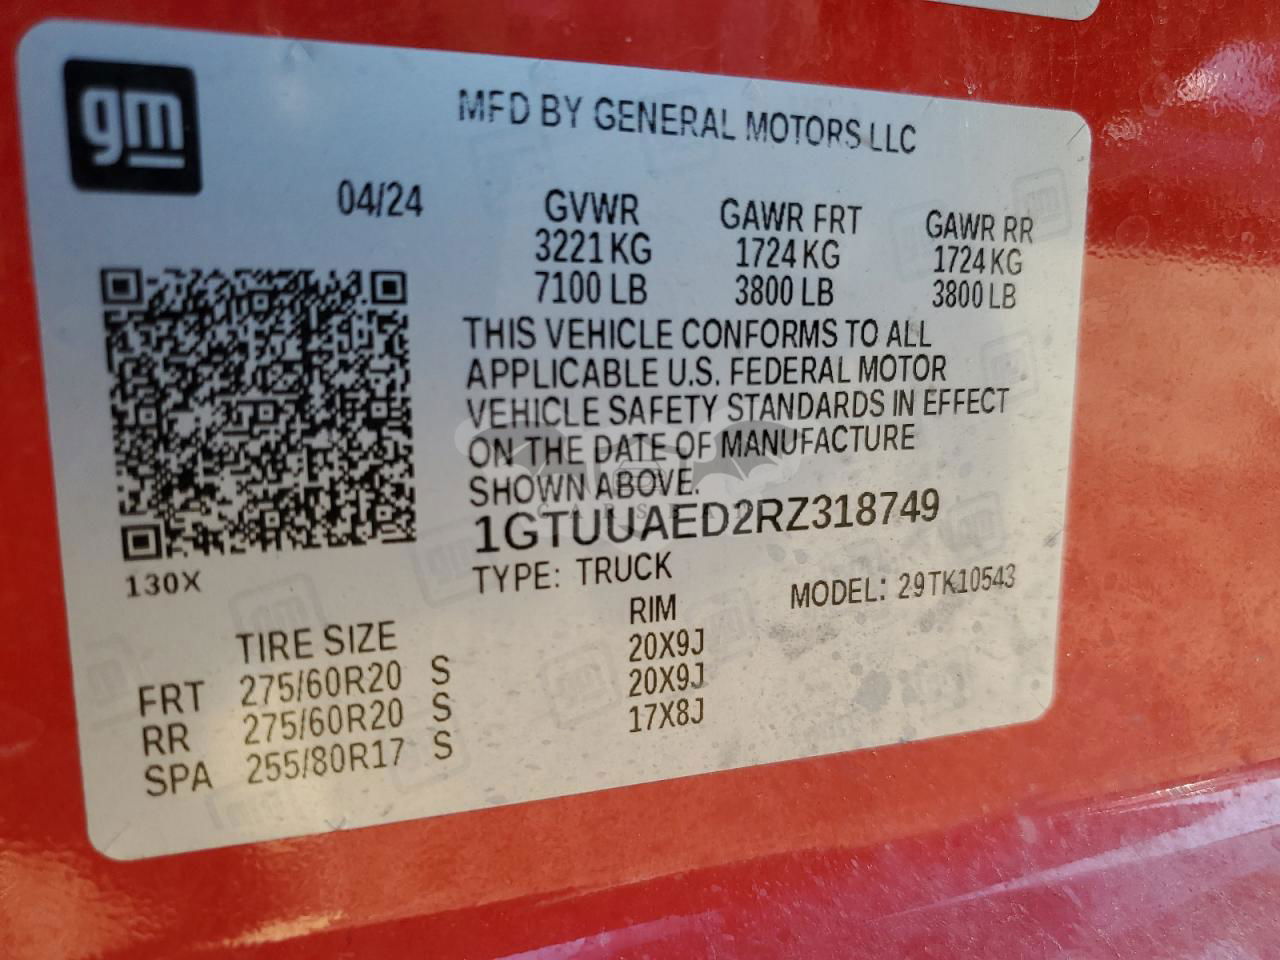 gm
MFD BY GENERAL MOTORS LLC
04/24
GVWR GAWR FRT GAWR RR
3221 KG 1724 KG 1724 KG
7100 LB 3800 LB 3800 LB
THIS VEHICLE CONFORMS TO ALL
APPLICABLE U.S. FEDERAL MOTOR
VEHICLE SAFETY STANDARDS IN EFFECT
ON THE DATE OF MANUFACTURE
SHOWN ABOVE.
1GTUUAED2RZ318749
130X
TYPE: TRUCK MODEL: 29TK10543
TIRE SIZE RIM
FRT 275/60R20 S 20X9J
RR 275/60R20 S 20X9J
SPA 255/80R17 S 17X8J